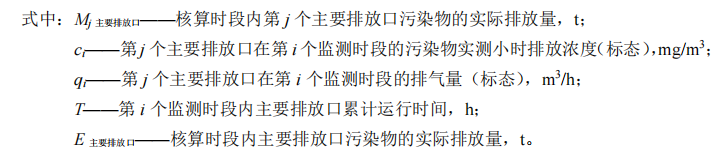 式中：Mj 主要排放口——核算时段内第 j 个主要排放口污染物的实际排放量，t；
ci——第 j 个主要排放口在第 i 个监测时段的污染物实测小时排放浓度（标态），mg/m³；
qi——第 j 个主要排放口在第 i 个监测时段的排气量（标态），m³/h；
T——第 i 个监测时段内主要排放口累计运行时间，h；
E 主要排放口——核算时段内主要排放口污染物的实际排放量，t。